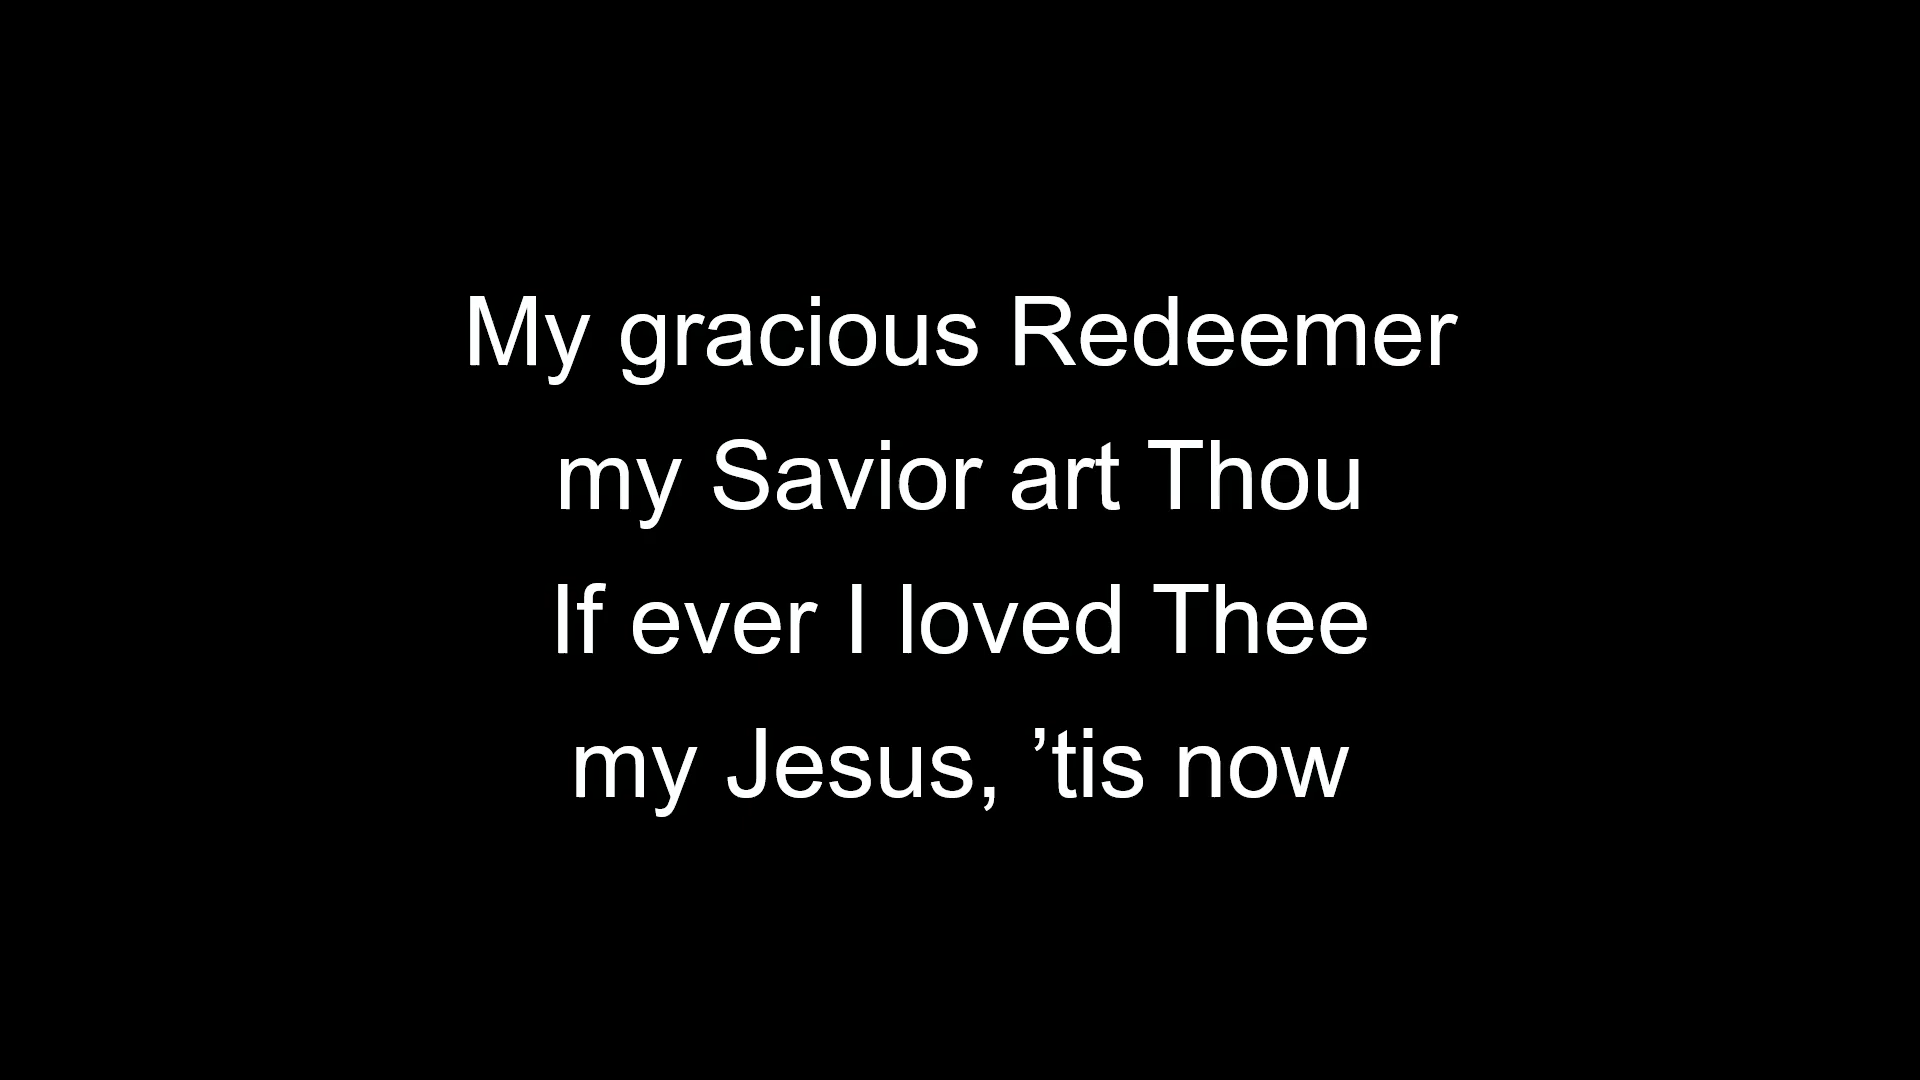 My gracious Redeemer
my Savior art Thou
If ever I loved Thee
my Jesus, ’tis now